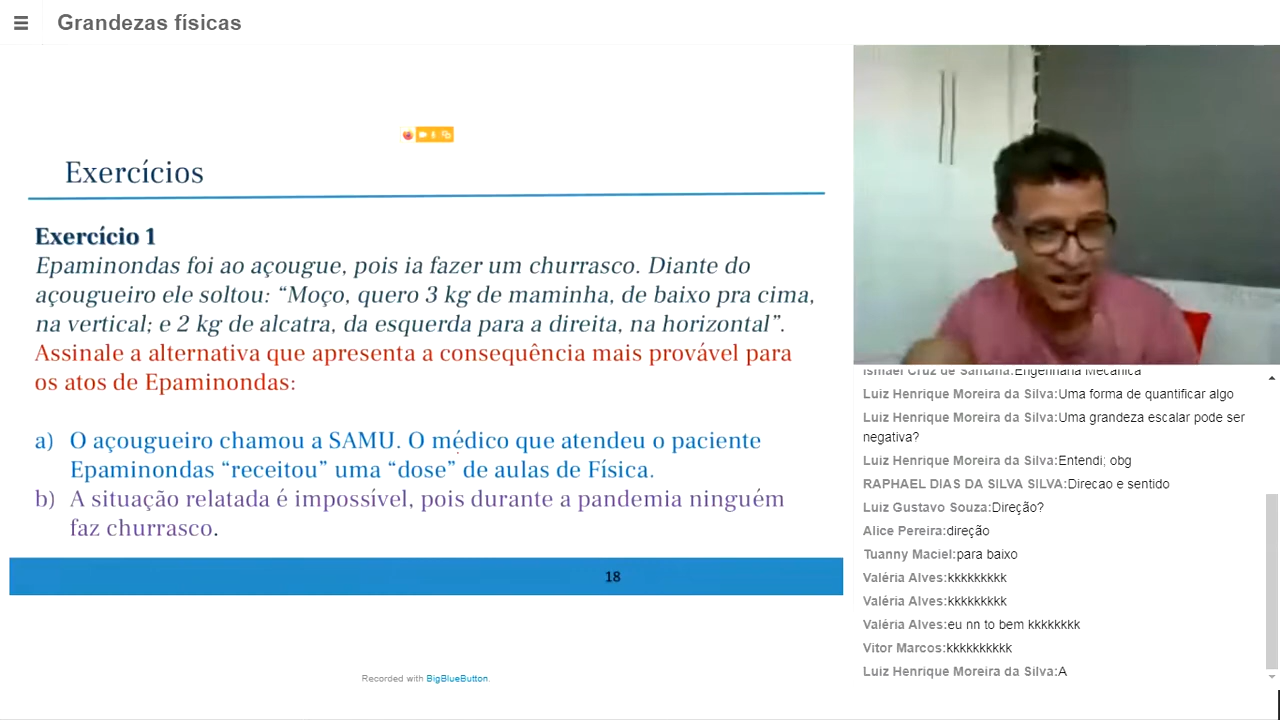 Grandezas físicas
Exercícios
Exercício 1
Epaminondas foi ao açougue, pois ia fazer um churrasco. Diante do
açougueiro ele soltou: “Moço, quero 3 kg de maminha, de baixo pra cima,
na vertical; e 2 kg de alcatra, da esquerda para a direita, na horizontal”.
Assinale a alternativa que apresenta a consequência mais provável para
os atos de Epaminondas:
a) O açougueiro chamou a SAMU. O médico que atendeu o paciente
Epaminondas “receitou” uma “dose” de aulas de Física.
b) A situação relatada é impossível, pois durante a pandemia ninguém
faz churrasco.
18
Recorded with BigBlueButton.
Ismael Cruz de Santana:Engenharia Mecânica
Luiz Henrique Moreira da Silva:Uma forma de quantificar algo
Luiz Henrique Moreira da Silva:Uma grandeza escalar pode ser
negativa?
Luiz Henrique Moreira da Silva:Entendi; obg
RAPHAEL DIAS DA SILVA SILVA:Direcao e sentido
Luiz Gustavo Souza:Direção?
Alice Pereira:direção
Tuanny Maciel:para baixo
Valéria Alves:kkkkkkkkk
Valéria Alves:kkkkkkkkk
Valéria Alves:eu nn to bem kkkkkkkk
Vitor Marcos:kkkkkkkkkk
Luiz Henrique Moreira da Silva:A